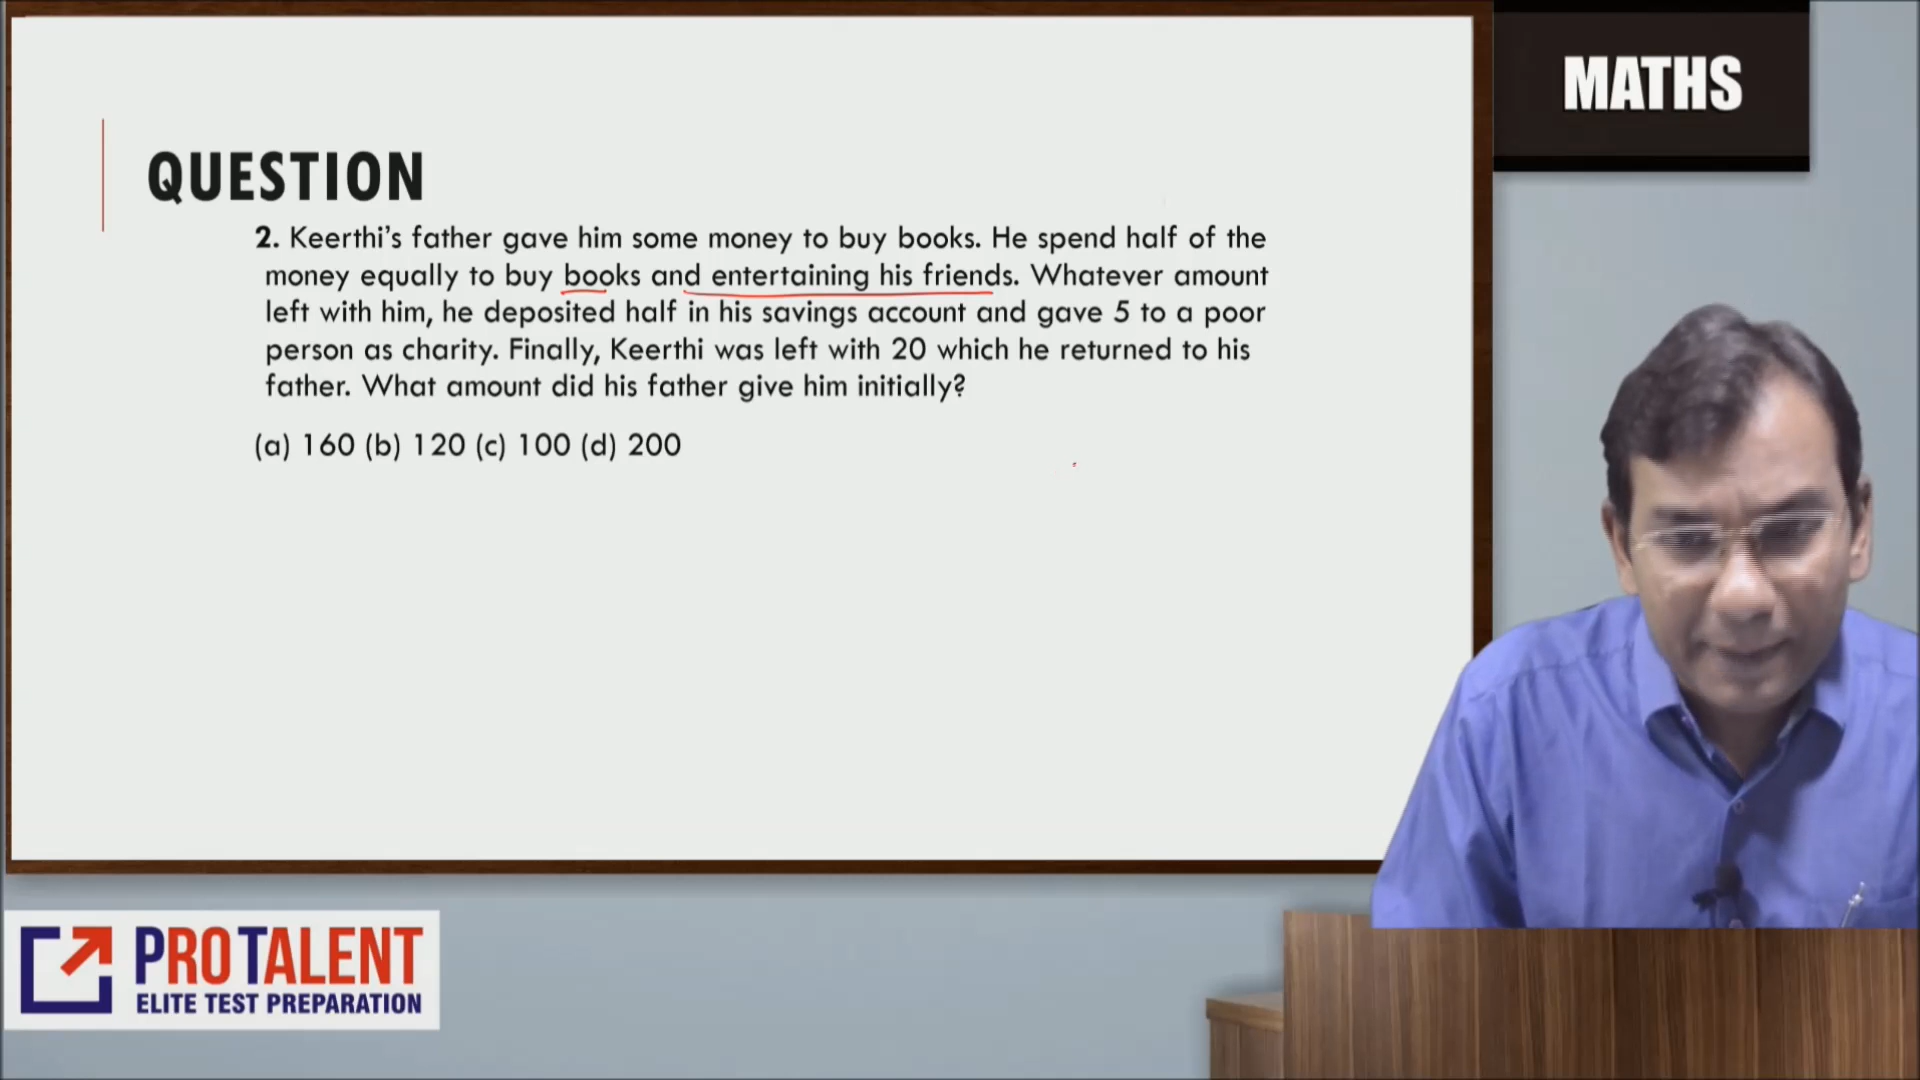 MATHS
QUESTION
2. Keerthi's father gave him some money to buy books. He spend half of the
money equally to buy books and entertaining his friends. Whatever amount
left with him, he deposited half in his savings account and gave 5 to a poor
person as charity. Finally, Keerthi was left with 20 which he returned to his
father. What amount did his father give him initially?
(a) 160 (b) 120 (c) 100 (d) 200
PROTALENT
ELITE TEST PREPARATION